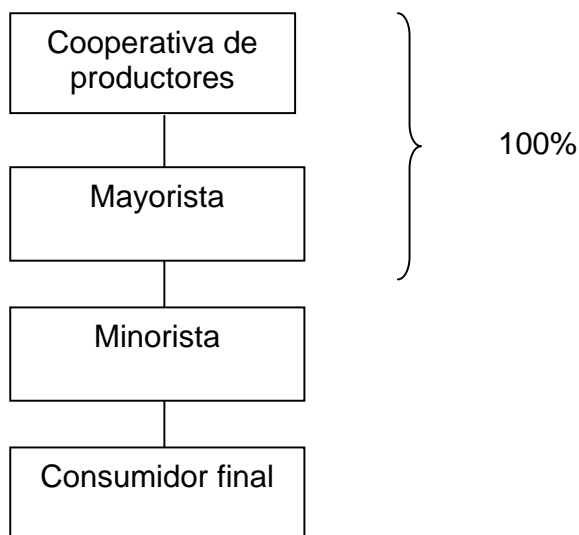 Cooperativa de
productores
100%
Mayorista
Minorista
Consumidor final